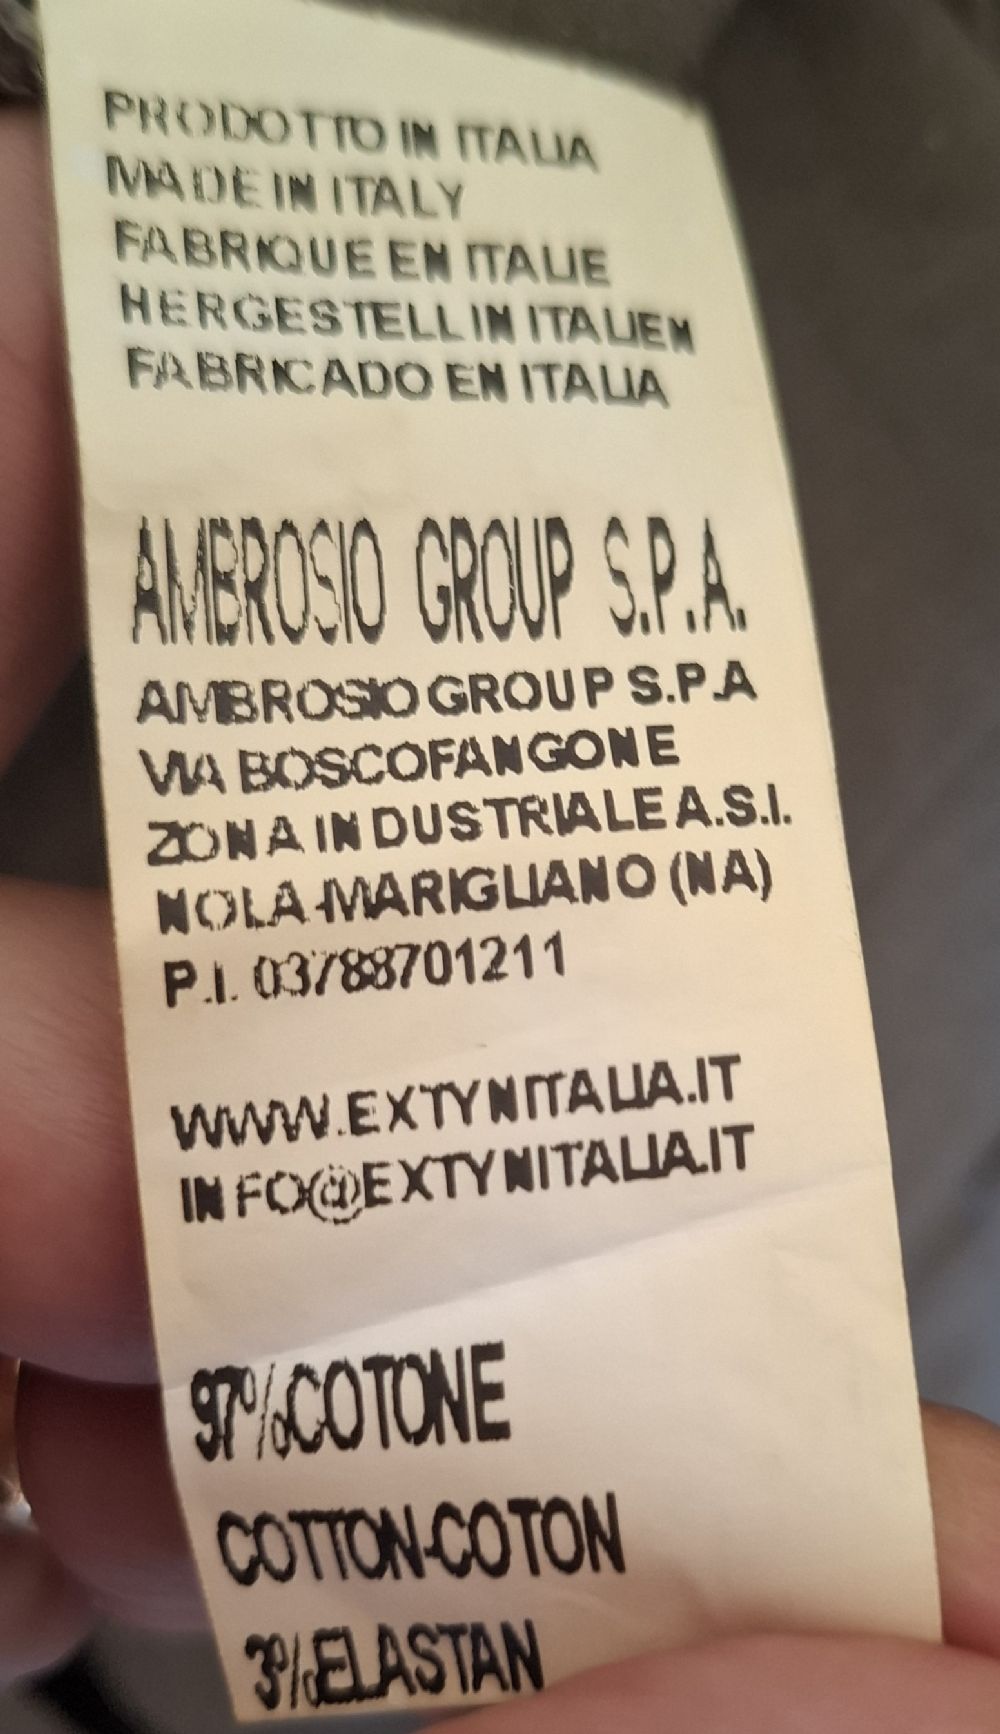 PRODOTTO IN ITALIA
MADE IN ITALY
FABRIQUE EN ITALIE
HERGESTELL IN ITALIEN
FABRICADO EN ITALIA
AMBROSIO GROUP S.P.A.
AMBROSIO GROUP S.P.A
VIA BOSCOFANGONE
ZONA INDUSTRIALE A.S.I.
NOLA-MARIGLIANO (NA)
P.I. 03788701211
WWW.EXTYNITALIA.IT
INFO@EXTYNITALIA.IT
97%COTONE
COTTON-COTON
3%ELASTAN